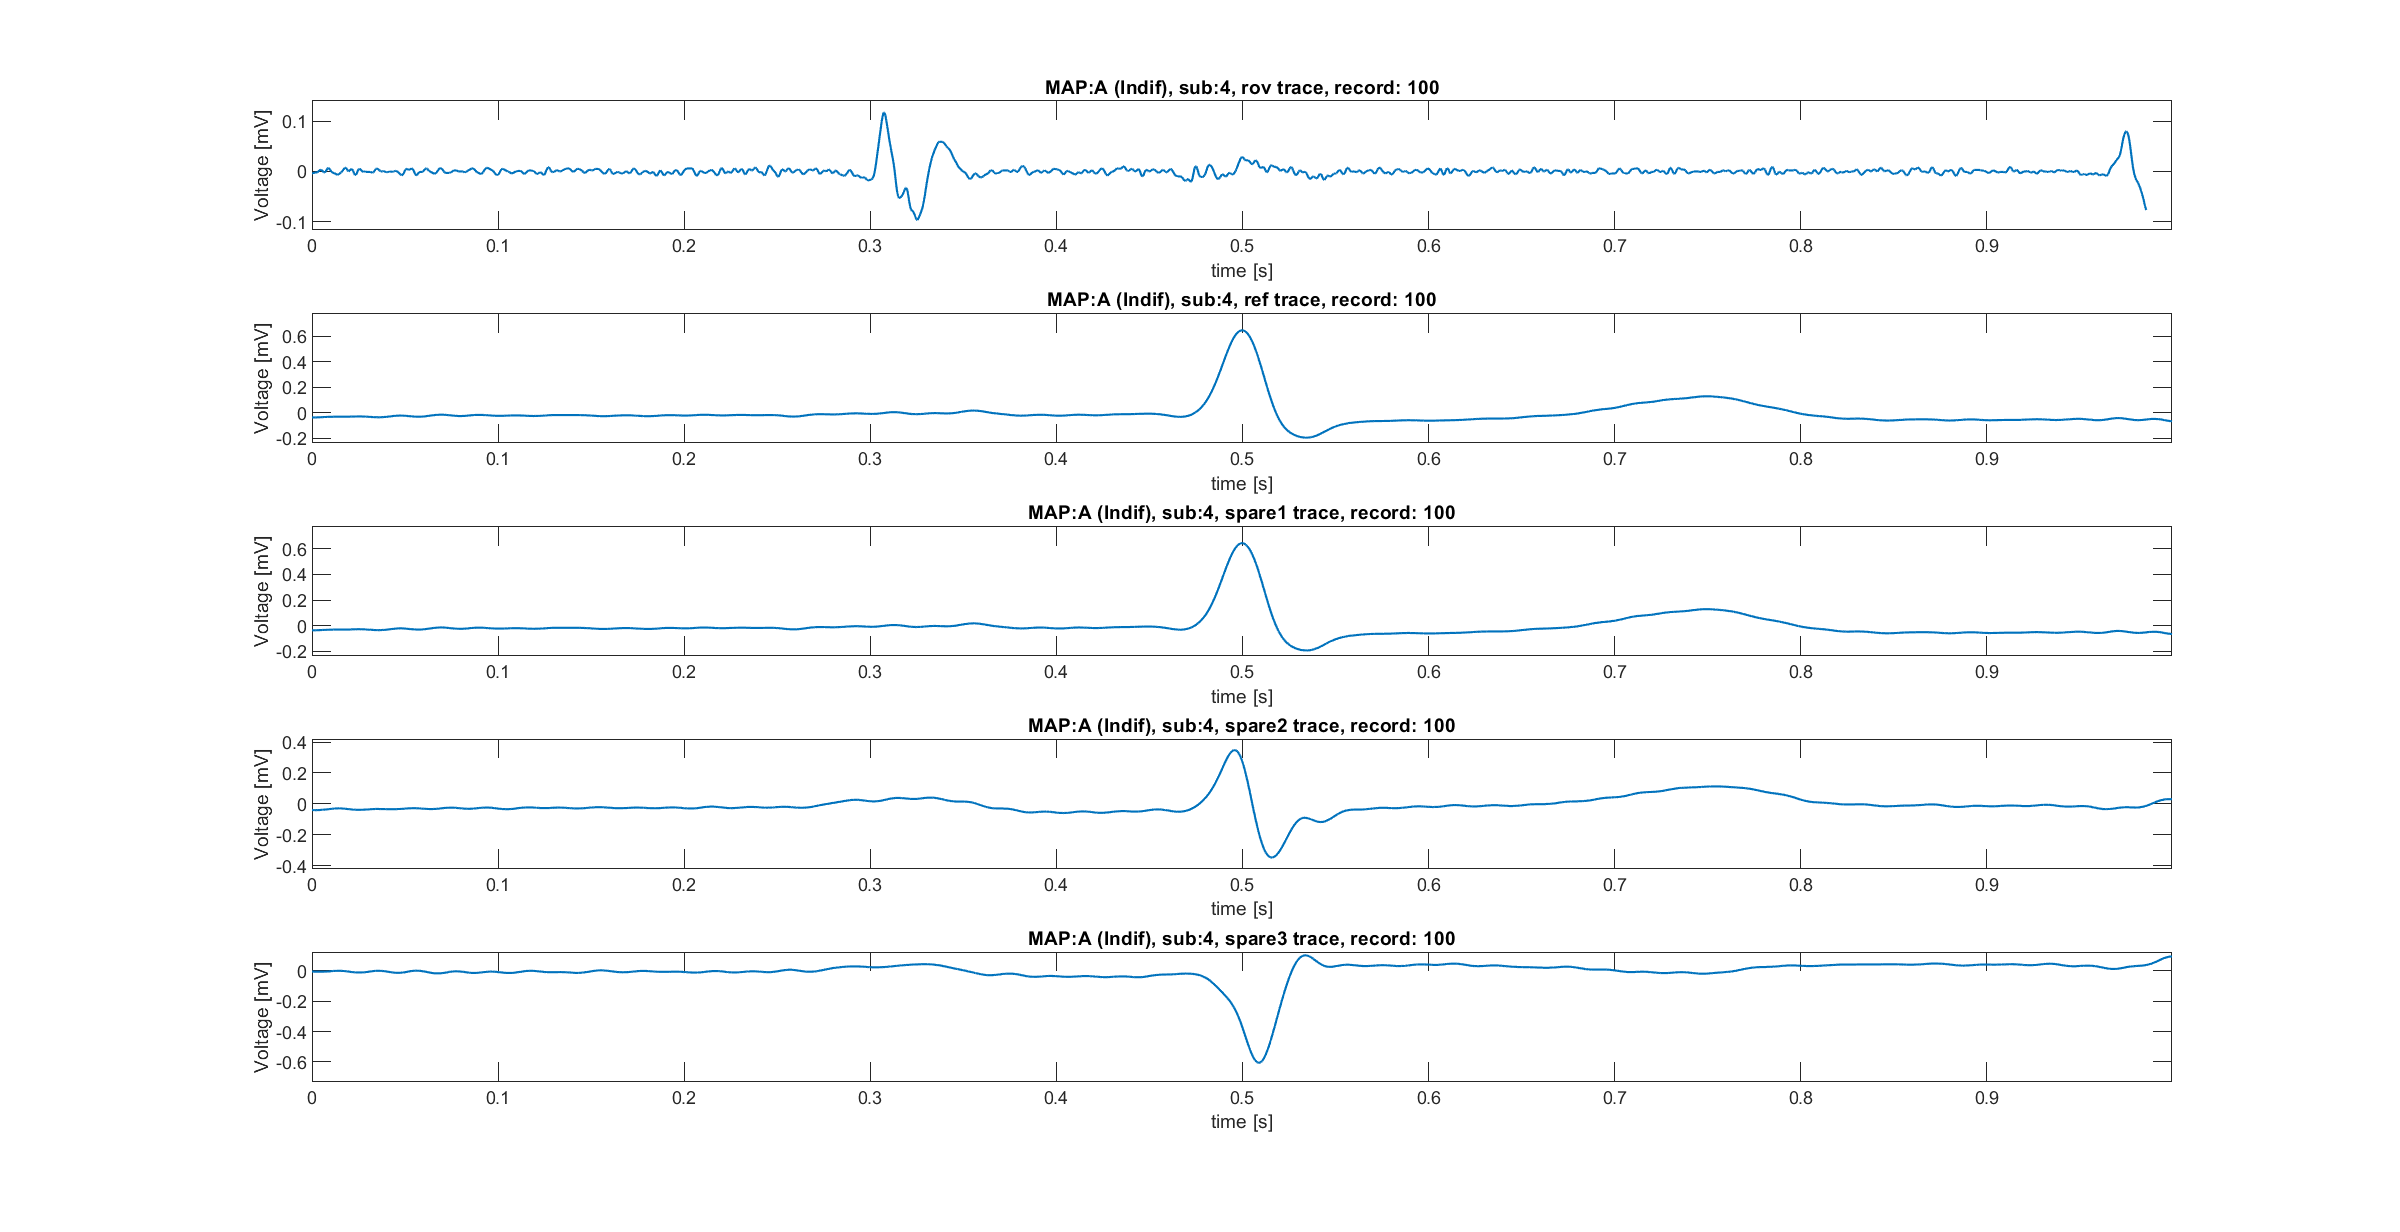 MAP:A (Indif), sub:4, rov trace, record: 100
Voltage [mV]
0.1
0
-0.1
0 0.1 0.2 0.3 0.4 0.5 0.6 0.7 0.8 0.9
time [s]
MAP:A (Indif), sub:4, ref trace, record: 100
Voltage [mV]
0.6
0.4
0.2
0
-0.2
0 0.1 0.2 0.3 0.4 0.5 0.6 0.7 0.8 0.9
time [s]
MAP:A (Indif), sub:4, spare1 trace, record: 100
Voltage [mV]
0.6
0.4
0.2
0
-0.2
0 0.1 0.2 0.3 0.4 0.5 0.6 0.7 0.8 0.9
time [s]
MAP:A (Indif), sub:4, spare2 trace, record: 100
Voltage [mV]
0.4
0.2
0
-0.2
-0.4
0 0.1 0.2 0.3 0.4 0.5 0.6 0.7 0.8 0.9
time [s]
MAP:A (Indif), sub:4, spare3 trace, record: 100
Voltage [mV]
0
-0.2
-0.4
-0.6
0 0.1 0.2 0.3 0.4 0.5 0.6 0.7 0.8 0.9
time [s]